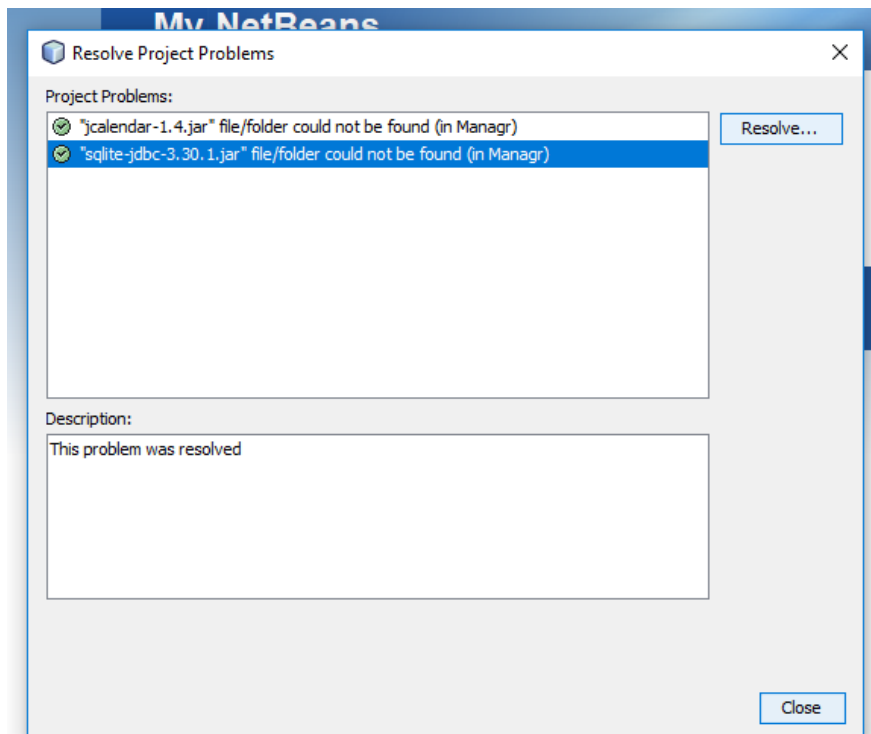 My NetBeans
Resolve Project Problems
Project Problems:
"jcalendar-1.4.jar" file/folder could not be found (in Managr)
Resolve...
"sqlite-jdbc-3.30.1.jar" file/folder could not be found (in Managr)
Description:
This problem was resolved
Close